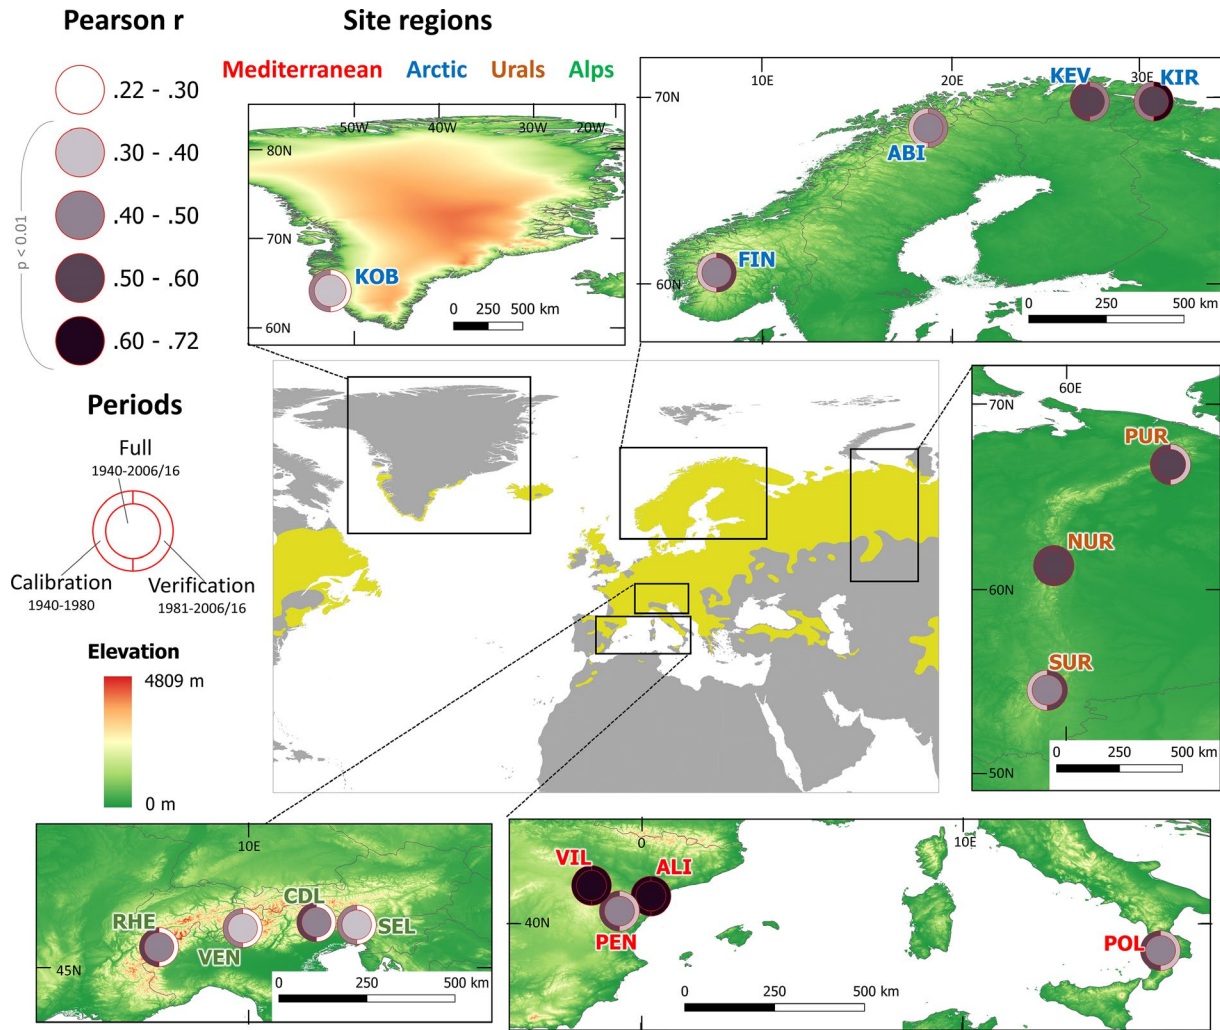 Pearson r
.22 - .30
.30 - .40
.40 - .50
.50 - .60
.60 - .72
p < 0.01
Periods
Full
1940-2006/16
Calibration
1940-1980
Verification
1981-2006/16
Elevation
4809 m
0 m
Site regions
Mediterranean Arctic Urals Alps
50W 40W 30W 20W
80N
70N
60N
KOB
0 250 500 km
10E 20E 30E
70N
60N
KEV
KIR
ABI
FIN
0 250 500 km
60E
70N
60N
50N
PUR
NUR
SUR
0 250 500 km
10E
45N
RHE
VEN
CDL
SEL
0 250 500 km
0 10E
40N
VIL
ALI
PEN
POL
0 250 500 km